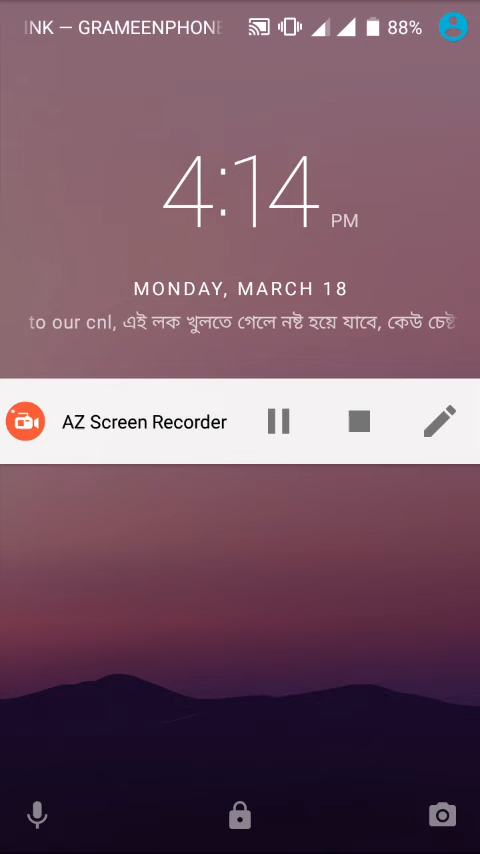 INK — GRAMEENPHONE 88%
4:14 PM
MONDAY, MARCH 18
to our cnl, এই লক খুলতে গেলে নষ্ট হয়ে যাবে, কেউ চেষ্ট
AZ Screen Recorder